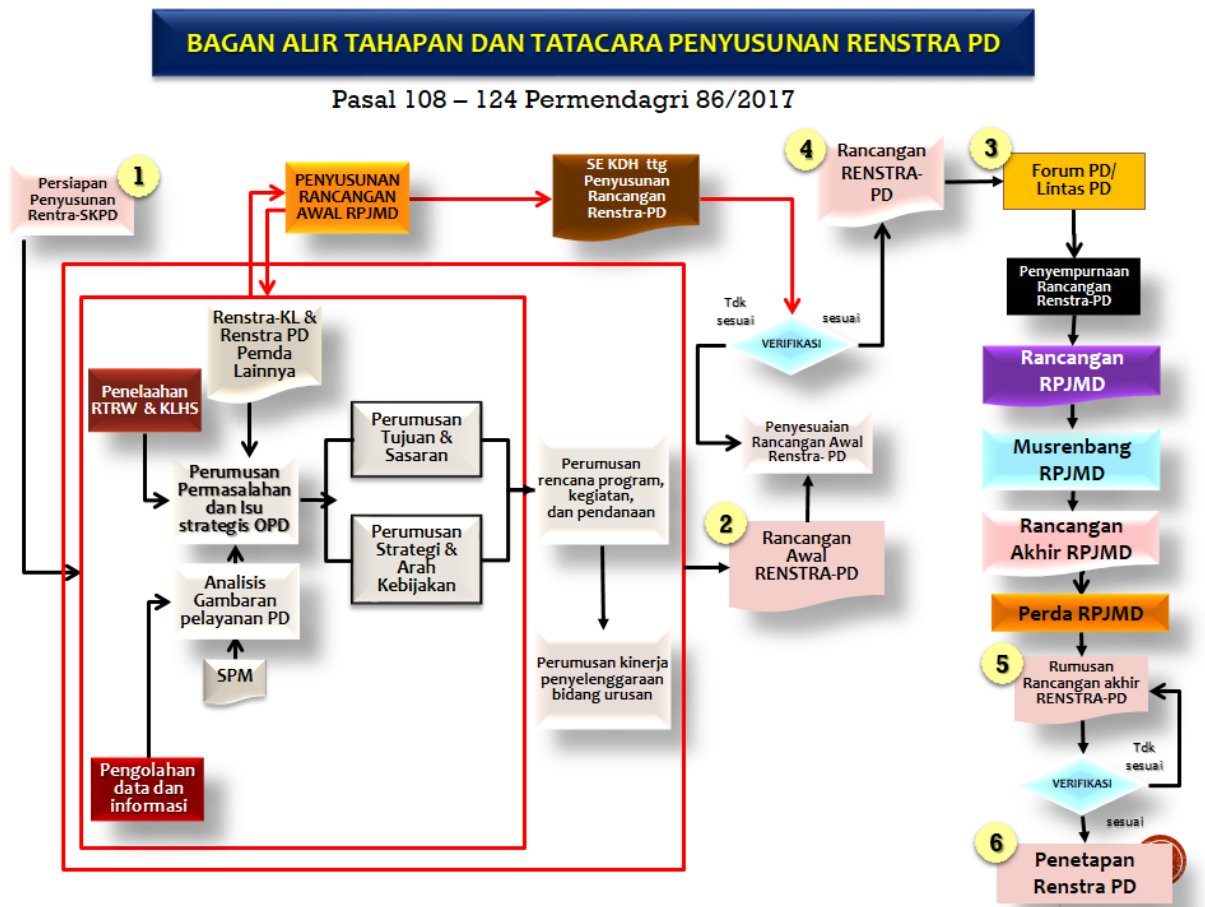 BAGAN ALIR TAHAPAN DAN TATACARA PENYUSUNAN RENSTRA PD
Pasal 108 – 124 Permendagri 86/2017
1
Persiapan
Penyusunan
Rentra-SKPD
PENYUSUNAN
RANCANGAN
AWAL RPJMD
SE KDH ttg
Penyusunan
Rancangan
Renstra-PD
4
Rancangan
RENSTRA-
PD
3
Forum PD/
Lintas PD
Penyempurnaan
Rancangan
Renstra-PD
Tdk
sesuai
sesuai
VERIFIKASI
Renstra-KL &
Renstra PD
Pemda
Lainnya
Penelaahan
RTRW & KLHS
Perumusan
Permasalahan
dan Isu
strategis OPD
Perumusan
Tujuan &
Sasaran
Perumusan
Strategi &
Arah
Kebijakan
Analisis
Gambaran
pelayanan PD
SPM
Pengolahan
data dan
informasi
Perumusan
rencana program,
kegiatan,
dan pendanaan
Perumusan kinerja
penyelenggaraan
bidang urusan
Penyesuaian
Rancangan Awal
Renstra- PD
2
Rancangan
Awal
RENSTRA-PD
Rancangan
RPJMD
Musrenbang
RPJMD
Rancangan
Akhir RPJMD
Perda RPJMD
5
Rumusan
Rancangan akhir
RENSTRA-PD
Tdk
sesuai
VERIFIKASI
sesuai
6
Penetapan
Renstra PD